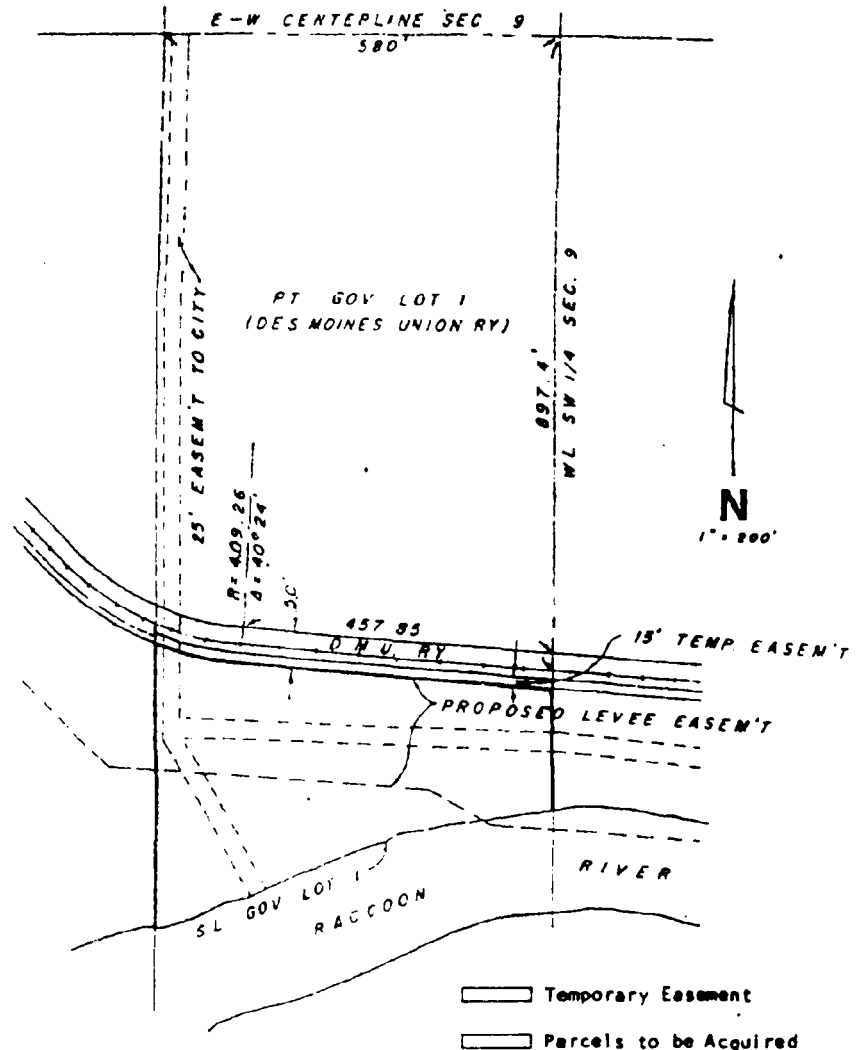 E-W CENTERLINE SEC 9
580'
PT GOV LOT 1
(DES MOINES UNION RY)
25' EASEM'T TO CITY
897.4'
WL SW 1/4 SEC. 9
N
1" = 200'
R = 409.26
Δ = 40° 24'
50'
457.85
D.M.U. RY
15' TEMP. EASEM'T
PROPOSED LEVEE EASEM'T
SL GOV LOT 1
RACCOON
RIVER
Temporary Easement
Parcels to be Acquired